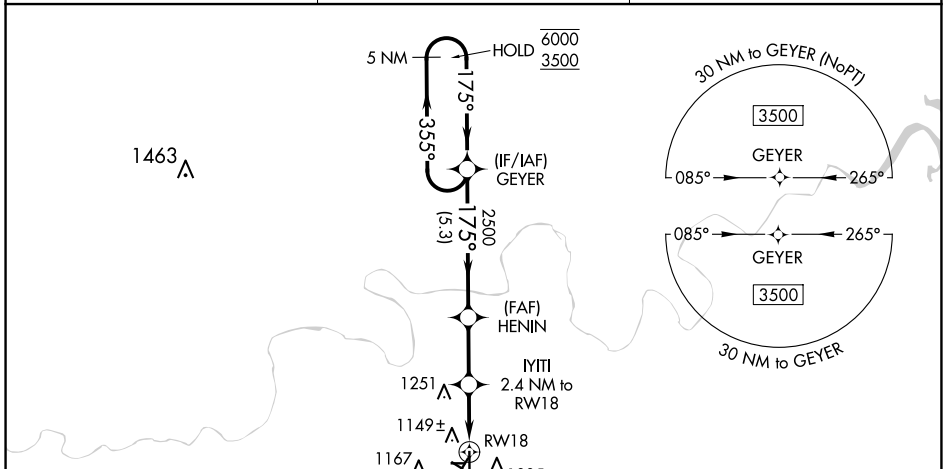 5 NM
HOLD
6000
3500
175°
355°
(IF/IAF)
GEYER
2500
175°
(5.3)
(FAF)
HENIN
IYITI
2.4 NM to
RW18
1251
1149±
RW18
1167
1463
30 NM to GEYER (NoPT)
3500
GEYER
085°
265°
085°
265°
GEYER
3500
30 NM to GEYER